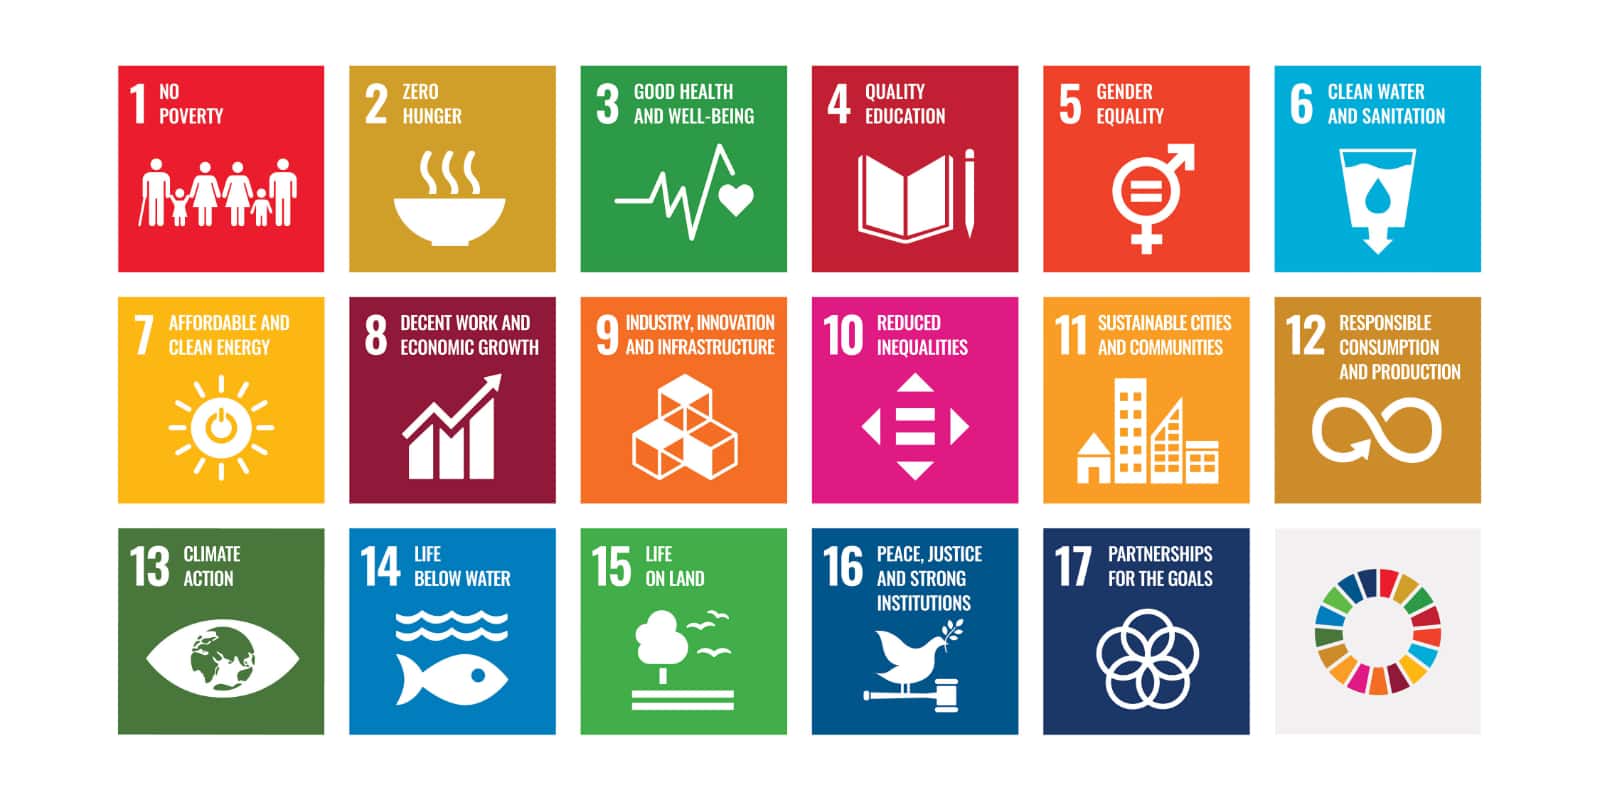 1 NO
POVERTY
2 ZERO
HUNGER
3 GOOD HEALTH
AND WELL-BEING
4 QUALITY
EDUCATION
5 GENDER
EQUALITY
6 CLEAN WATER
AND SANITATION
7 AFFORDABLE AND
CLEAN ENERGY
8 DECENT WORK AND
ECONOMIC GROWTH
9 INDUSTRY, INNOVATION
AND INFRASTRUCTURE
10 REDUCED
INEQUALITIES
11 SUSTAINABLE CITIES
AND COMMUNITIES
12 RESPONSIBLE
CONSUMPTION
AND PRODUCTION
13 CLIMATE
ACTION
14 LIFE
BELOW WATER
15 LIFE
ON LAND
16 PEACE, JUSTICE
AND STRONG
INSTITUTIONS
17 PARTNERSHIPS
FOR THE GOALS